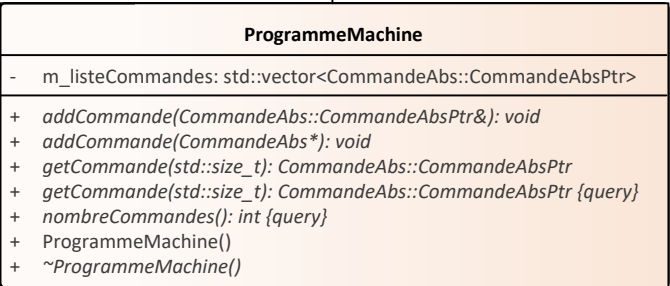 ProgrammeMachine
- m_listeCommandes: std::vector<CommandeAbs::CommandeAbsPtr>
+ addCommande(CommandeAbs::CommandeAbsPtr&): void
+ addCommande(CommandeAbs*): void
+ getCommande(std::size_t): CommandeAbs::CommandeAbsPtr
+ getCommande(std::size_t): CommandeAbs::CommandeAbsPtr {query}
+ nombreCommandes(): int {query}
+ ProgrammeMachine()
+ ~ProgrammeMachine()